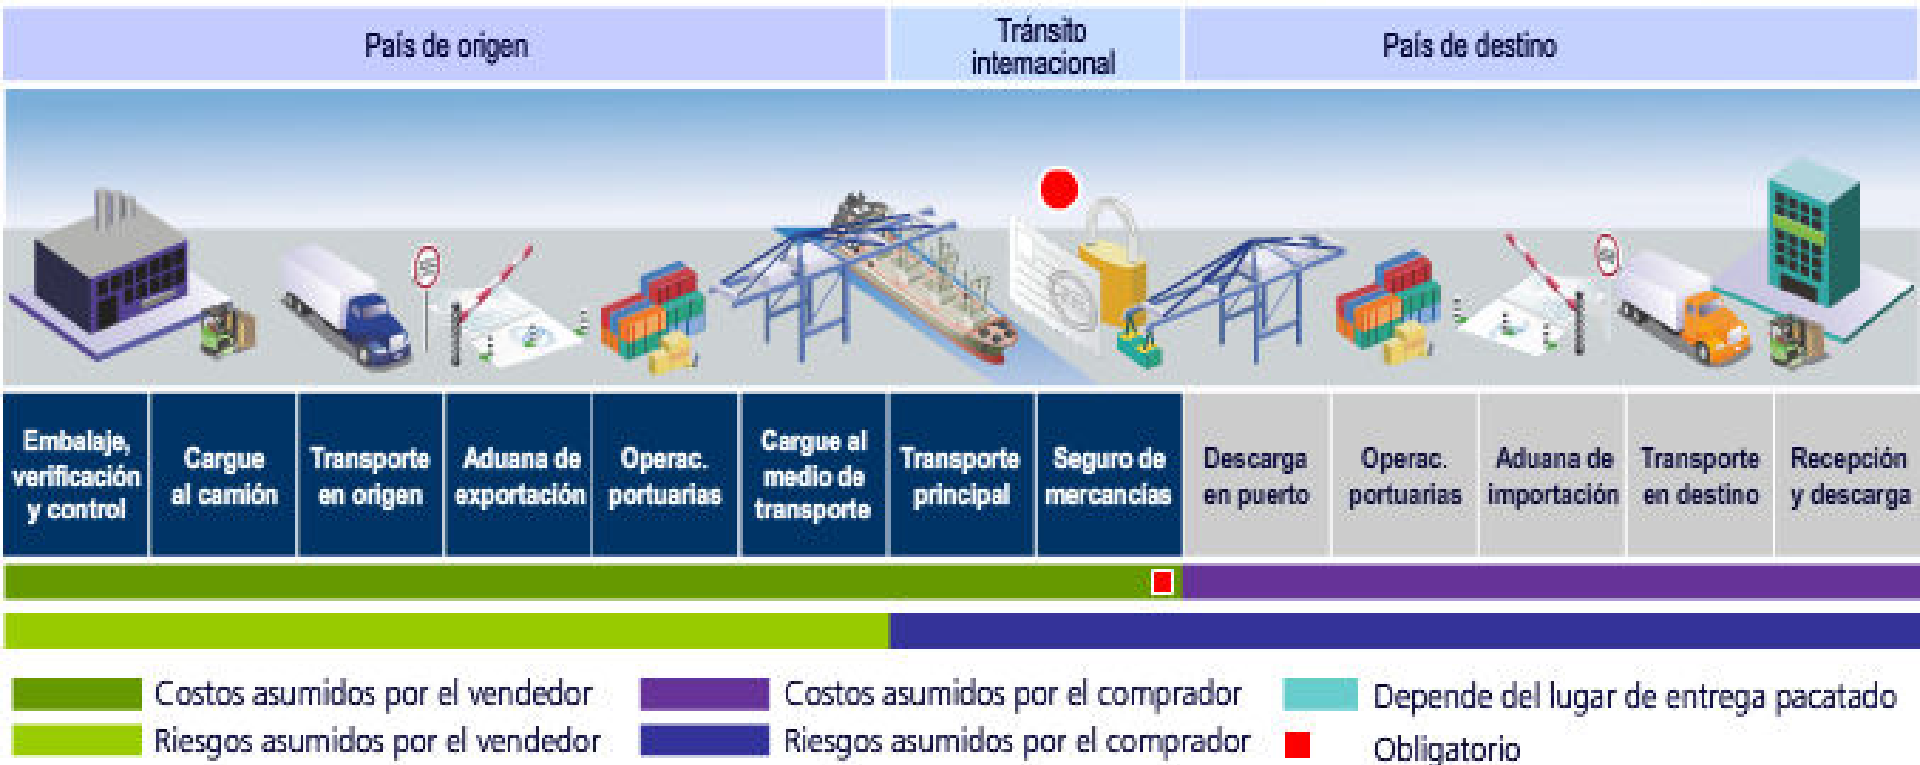 País de origen
Tránsito
internacional
País de destino
Embalaje,
verificación
y control
Cargue
al camión
Transporte
en origen
Aduana de
exportación
Operac.
portuarias
Cargue al
medio de
transporte
Transporte
principal
Seguro de
mercancías
Descarga
en puerto
Operac.
portuarias
Aduana de
importación
Transporte
en destino
Recepción
y descarga
Costos asumidos por el vendedor
Costos asumidos por el comprador
Depende del lugar de entrega pacatado
Riesgos asumidos por el vendedor
Riesgos asumidos por el comprador
Obligatorio